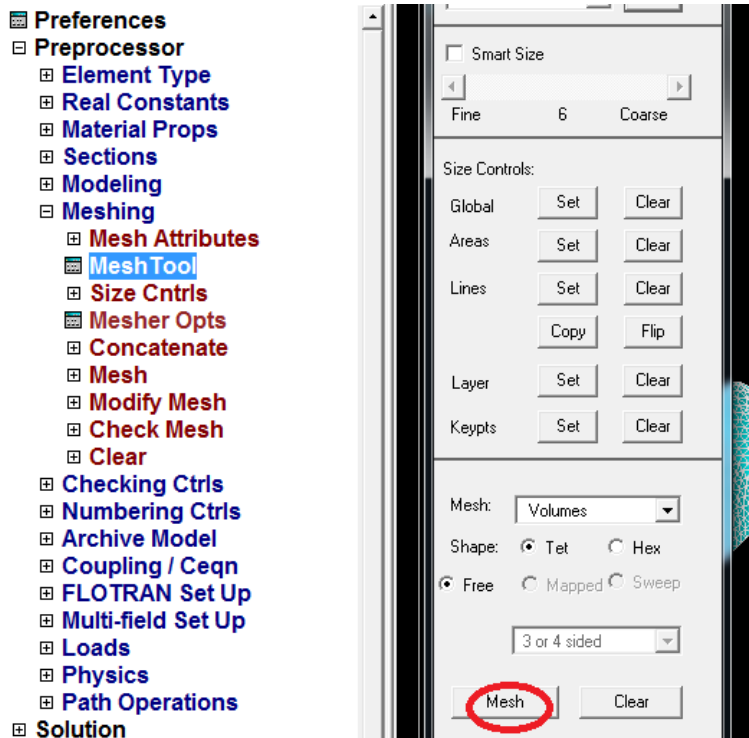 Preferences
Preprocessor
Element Type
Real Constants
Material Props
Sections
Modeling
Meshing
Mesh Attributes
MeshTool
Size Cntrls
Mesher Opts
Concatenate
Mesh
Modify Mesh
Check Mesh
Clear
Checking Ctrls
Numbering Ctrls
Archive Model
Coupling / Ceqn
FLOTRAN Set Up
Multi-field Set Up
Loads
Physics
Path Operations
Solution
Smart Size
Fine 6 Coarse
Size Controls:
Global Set Clear
Areas Set Clear
Lines Set Clear
Copy Flip
Layer Set Clear
Keypts Set Clear
Mesh: Volumes
Shape: Tet Hex
Free Mapped Sweep
3 or 4 sided
Mesh Clear